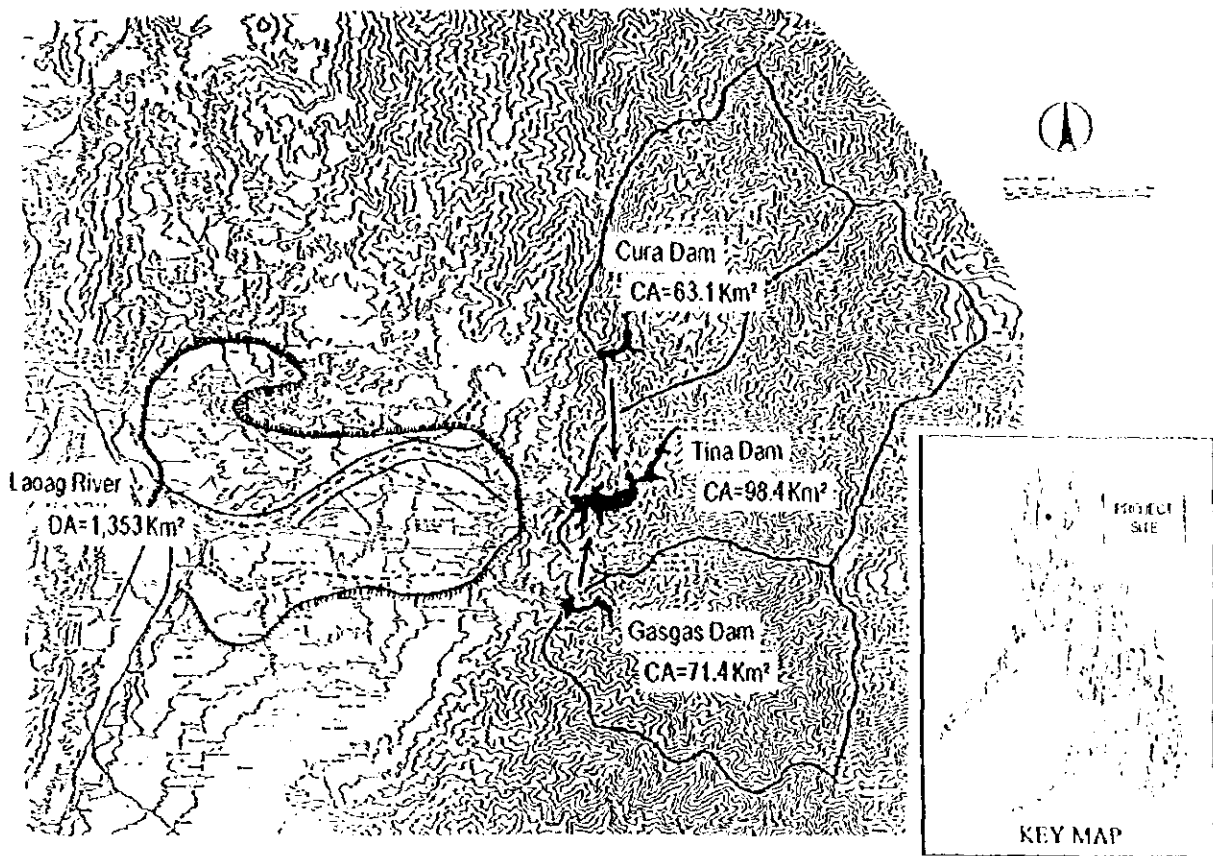 Cura Dam
CA=63.1Km²
Tina Dam
CA=98.4Km²
Laoag River
DA=1,353Km²
Gasgas Dam
CA=71.4Km²
PROJECT
SITE
KEY MAP